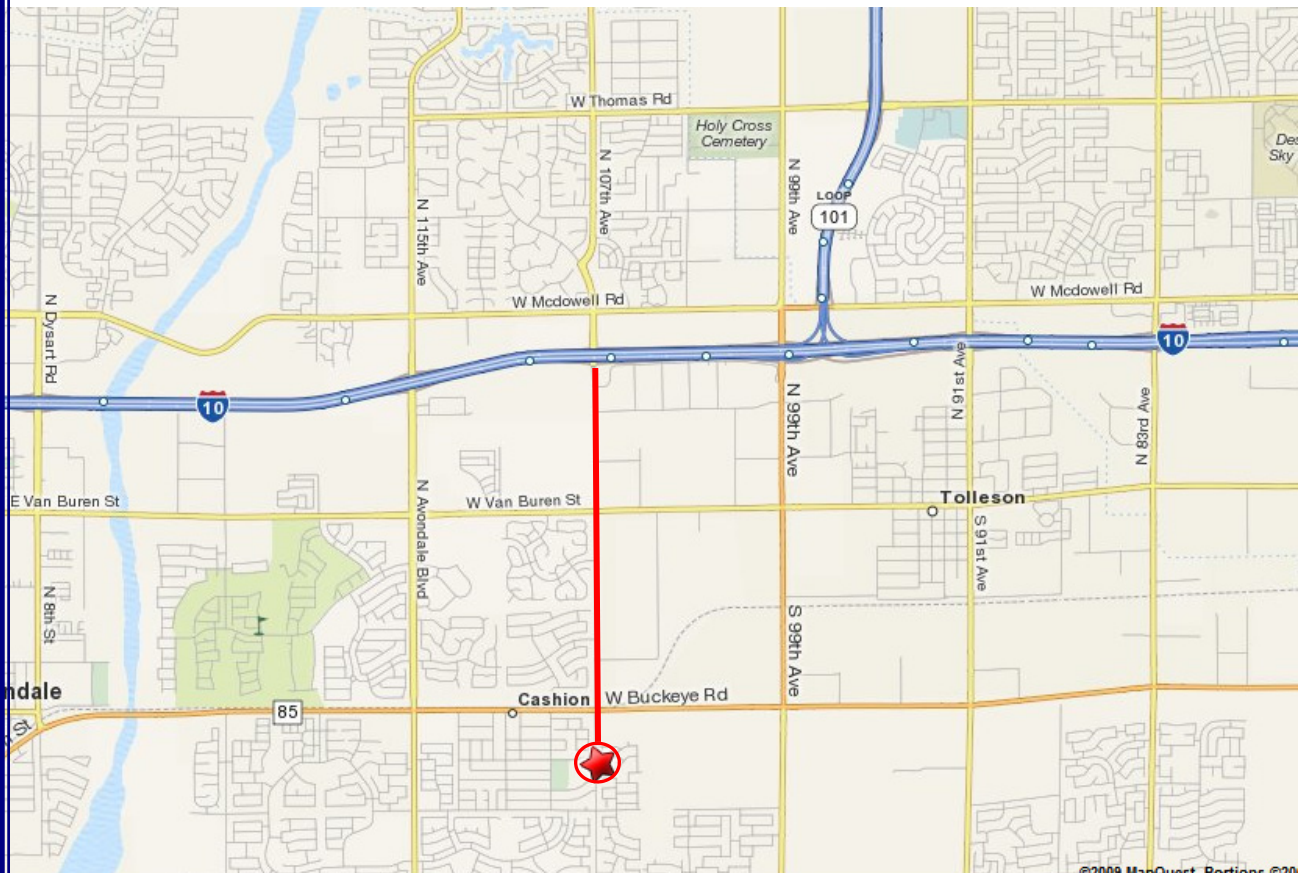 W Thomas Rd
Holy Cross
Cemetery
Sky
N 107th Ave
N 99th Ave
LOOP
101
N 115th Ave
W Mcdowell Rd
W Mcdowell Rd
N Dysart Rd
10
10
N 91st Ave
N 99th Ave
N 83rd Ave
E Van Buren St
W Van Buren St
Tolleson
N Avondale Blvd
S 91st Ave
N 8th St
S 99th Ave
ndale
Cashion
W Buckeye Rd
85
St
©2009 MapQuest, Portions